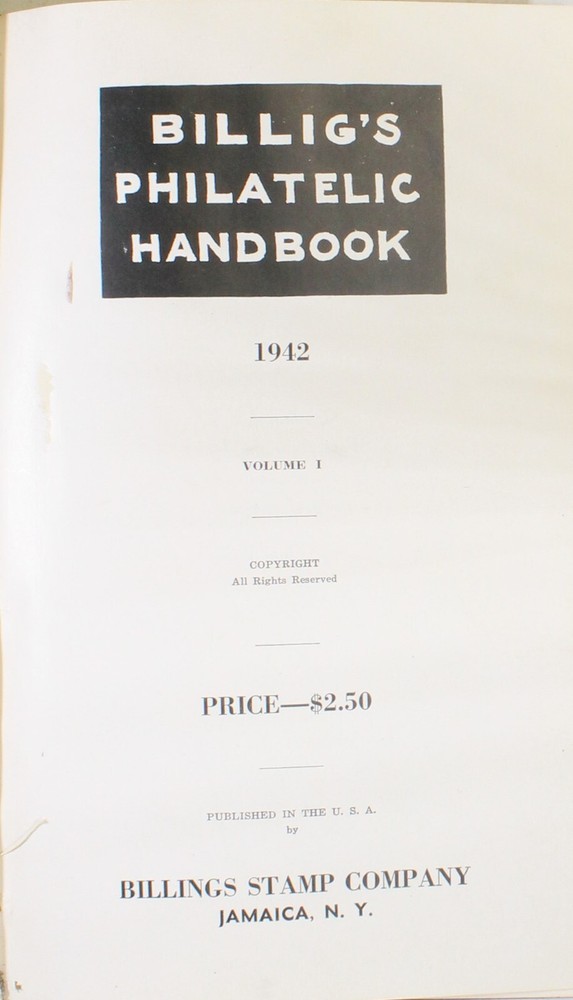 BILLIG'S
PHILATELIC
HANDBOOK
1942
VOLUME I
COPYRIGHT
All Rights Reserved
PRICE—$2.50
PUBLISHED IN THE U. S. A.
by
BILLINGS STAMP COMPANY
JAMAICA, N. Y.